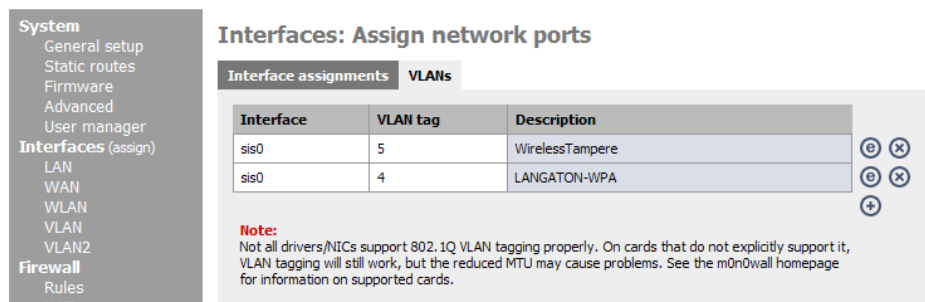 System
General setup
Static routes
Firmware
Advanced
User manager
Interfaces (assign)
LAN
WAN
WLAN
VLAN
VLAN2
Firewall
Rules
Interfaces: Assign network ports
Interface assignments VLANs
Interface VLAN tag Description
sis0 5 WirelessTampere
sis0 4 LANGATON-WPA
Note:
Not all drivers/NICs support 802.1Q VLAN tagging properly. On cards that do not explicitly support it,
VLAN tagging will still work, but the reduced MTU may cause problems. See the m0n0wall homepage
for information on supported cards.